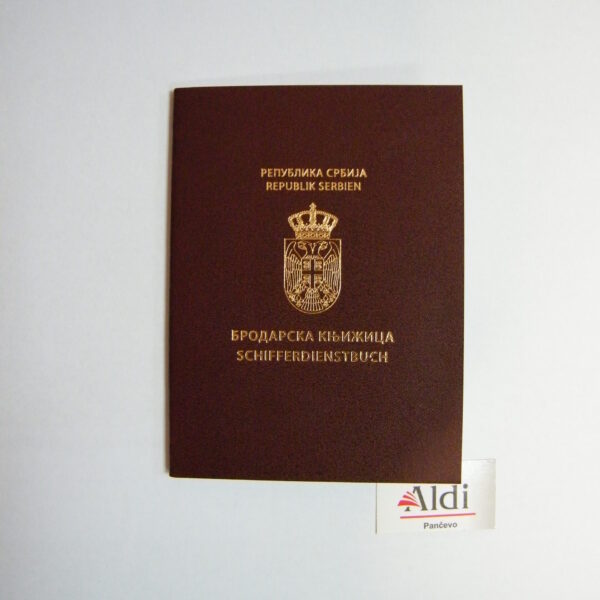 РЕПУБЛИКА СРБИЈА
REPUBLIK SERBIEN
БРОДАРСКА КЊИЖИЦА
SCHIFFERDIENSTBUCH
Aldi
Pančevo